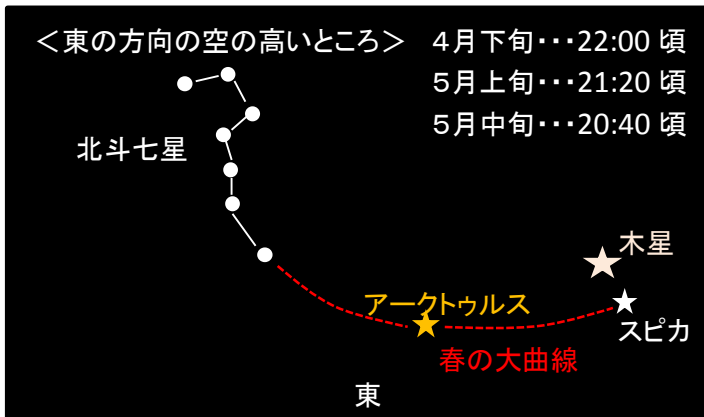 ＜東の方向の空の高いところ＞ ４月下旬・・・22:00 頃
５月上旬・・・21:20 頃
５月中旬・・・20:40 頃
北斗七星
木星
アークトゥルス
スピカ
春の大曲線
東